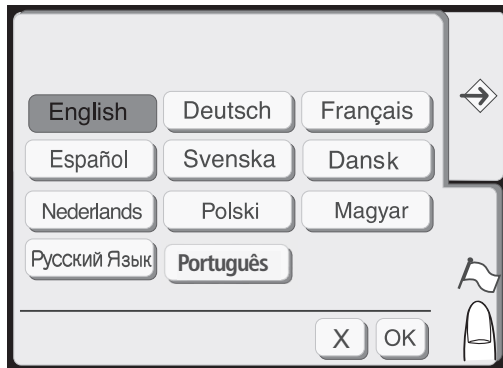 English Deutsch Français
Español Svenska Dansk
Nederlands Polski Magyar
Русский Язык Português
X OK